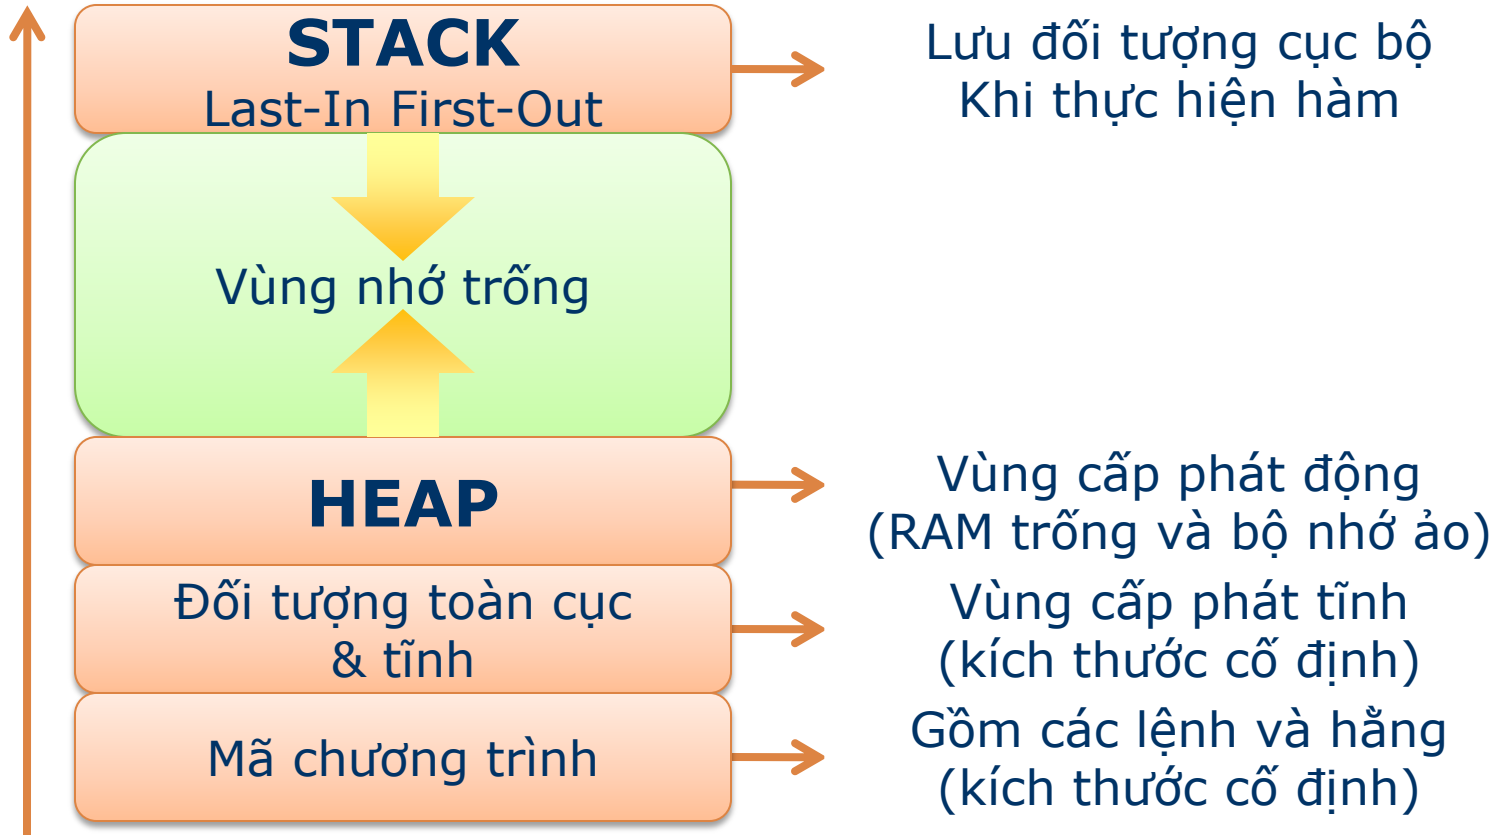 STACK
Last-In First-Out
Lưu đối tượng cục bộ
Khi thực hiện hàm
Vùng nhớ trống
HEAP
Vùng cấp phát động
(RAM trống và bộ nhớ ảo)
Đối tượng toàn cục
& tĩnh
Vùng cấp phát tĩnh
(kích thước cố định)
Mã chương trình
Gồm các lệnh và hằng
(kích thước cố định)